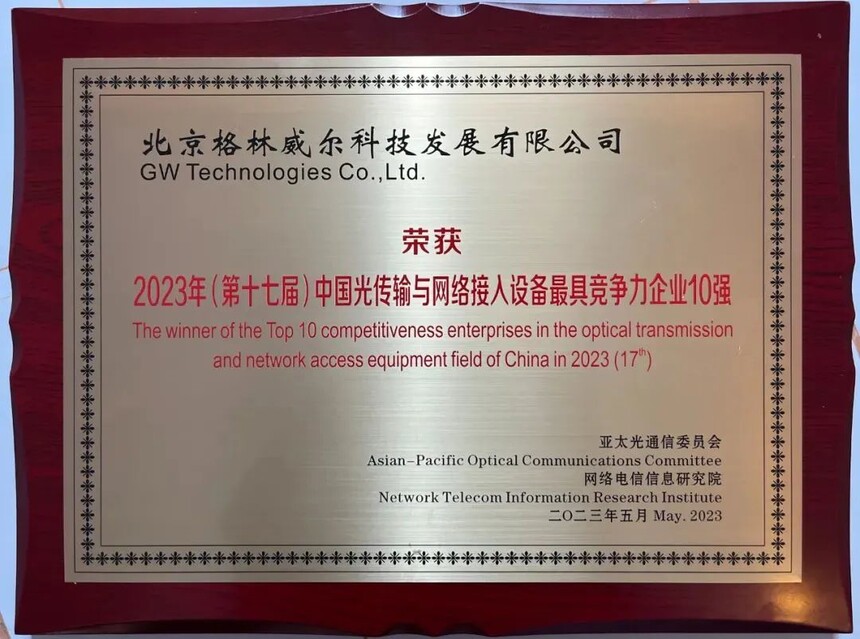 北京格林威尔科技发展有限公司
GW Technologies Co.,Ltd.
荣获
2023年(第十七届)中国光传输与网络接入设备最具竞争力企业10强
The winner of the Top 10 competitiveness enterprises in the optical transmission
and network access equipment field of China in 2023 (17th)
亚太光通信委员会
Asian-Pacific Optical Communications Committee
网络电信信息研究院
Network Telecom Information Research Institute
二〇二三年五月 May. 2023